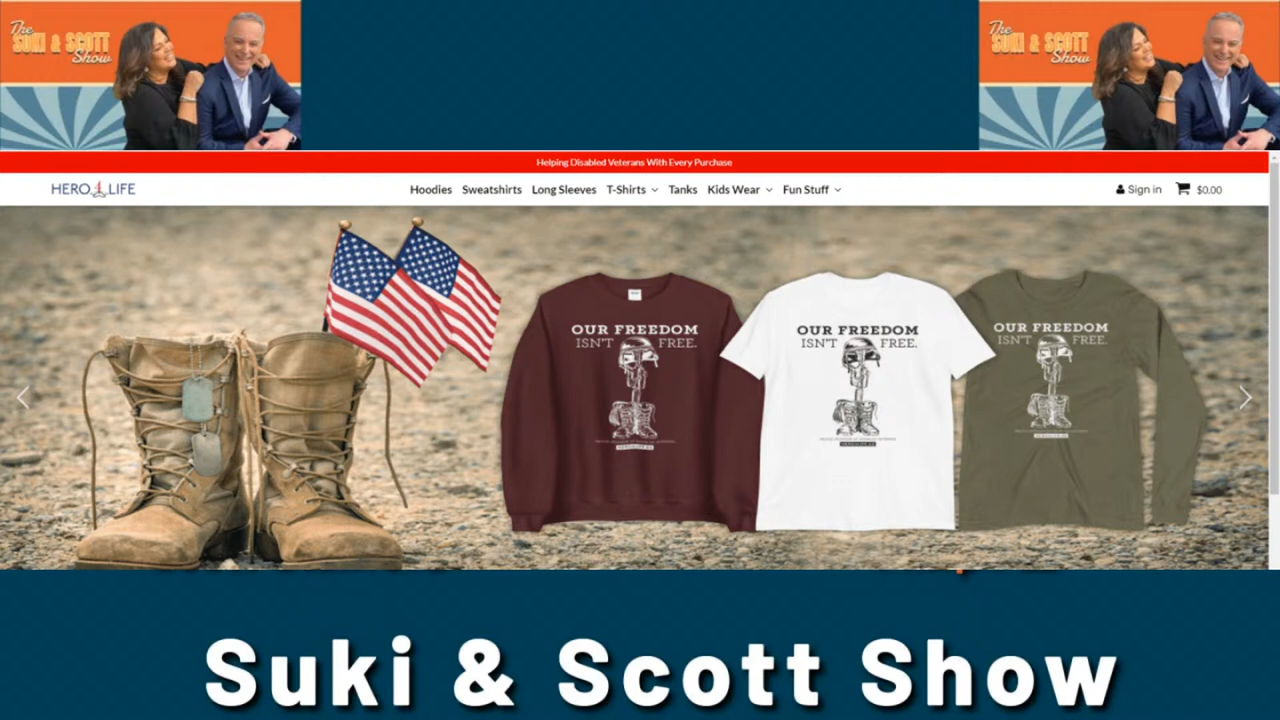 The
SUKI & SCOTT
Show
The
SUKI & SCOTT
Show
Helping Disabled Veterans With Every Purchase
HERO LIFE
Hoodies Sweatshirts Long Sleeves T-Shirts Tanks Kids Wear Fun Stuff
Sign in $0.00
OUR FREEDOM
ISN'T FREE.
OUR FREEDOM
ISN'T FREE.
OUR FREEDOM
ISN'T FREE.
Suki & Scott Show